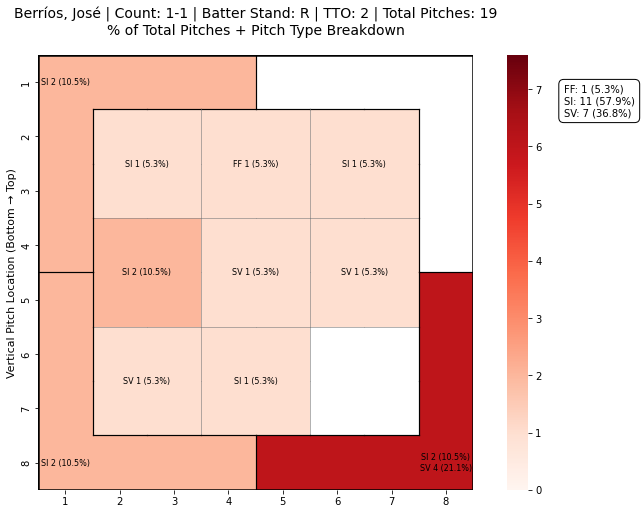 Berríos, José | Count: 1-1 | Batter Stand: R | TTO: 2 | Total Pitches: 19
% of Total Pitches + Pitch Type Breakdown
FF: 1 (5.3%)
SI: 11 (57.9%)
SV: 7 (36.8%)
Vertical Pitch Location (Bottom → Top)
1
2
3
4
5
6
7
8
SI 2 (10.5%)
SI 1 (5.3%)
FF 1 (5.3%)
SI 1 (5.3%)
SI 2 (10.5%)
SV 1 (5.3%)
SV 1 (5.3%)
SV 1 (5.3%)
SI 1 (5.3%)
SI 2 (10.5%)
SI 2 (10.5%)
SV 4 (21.1%)
1 2 3 4 5 6 7 8
7
6
5
4
3
2
1
0